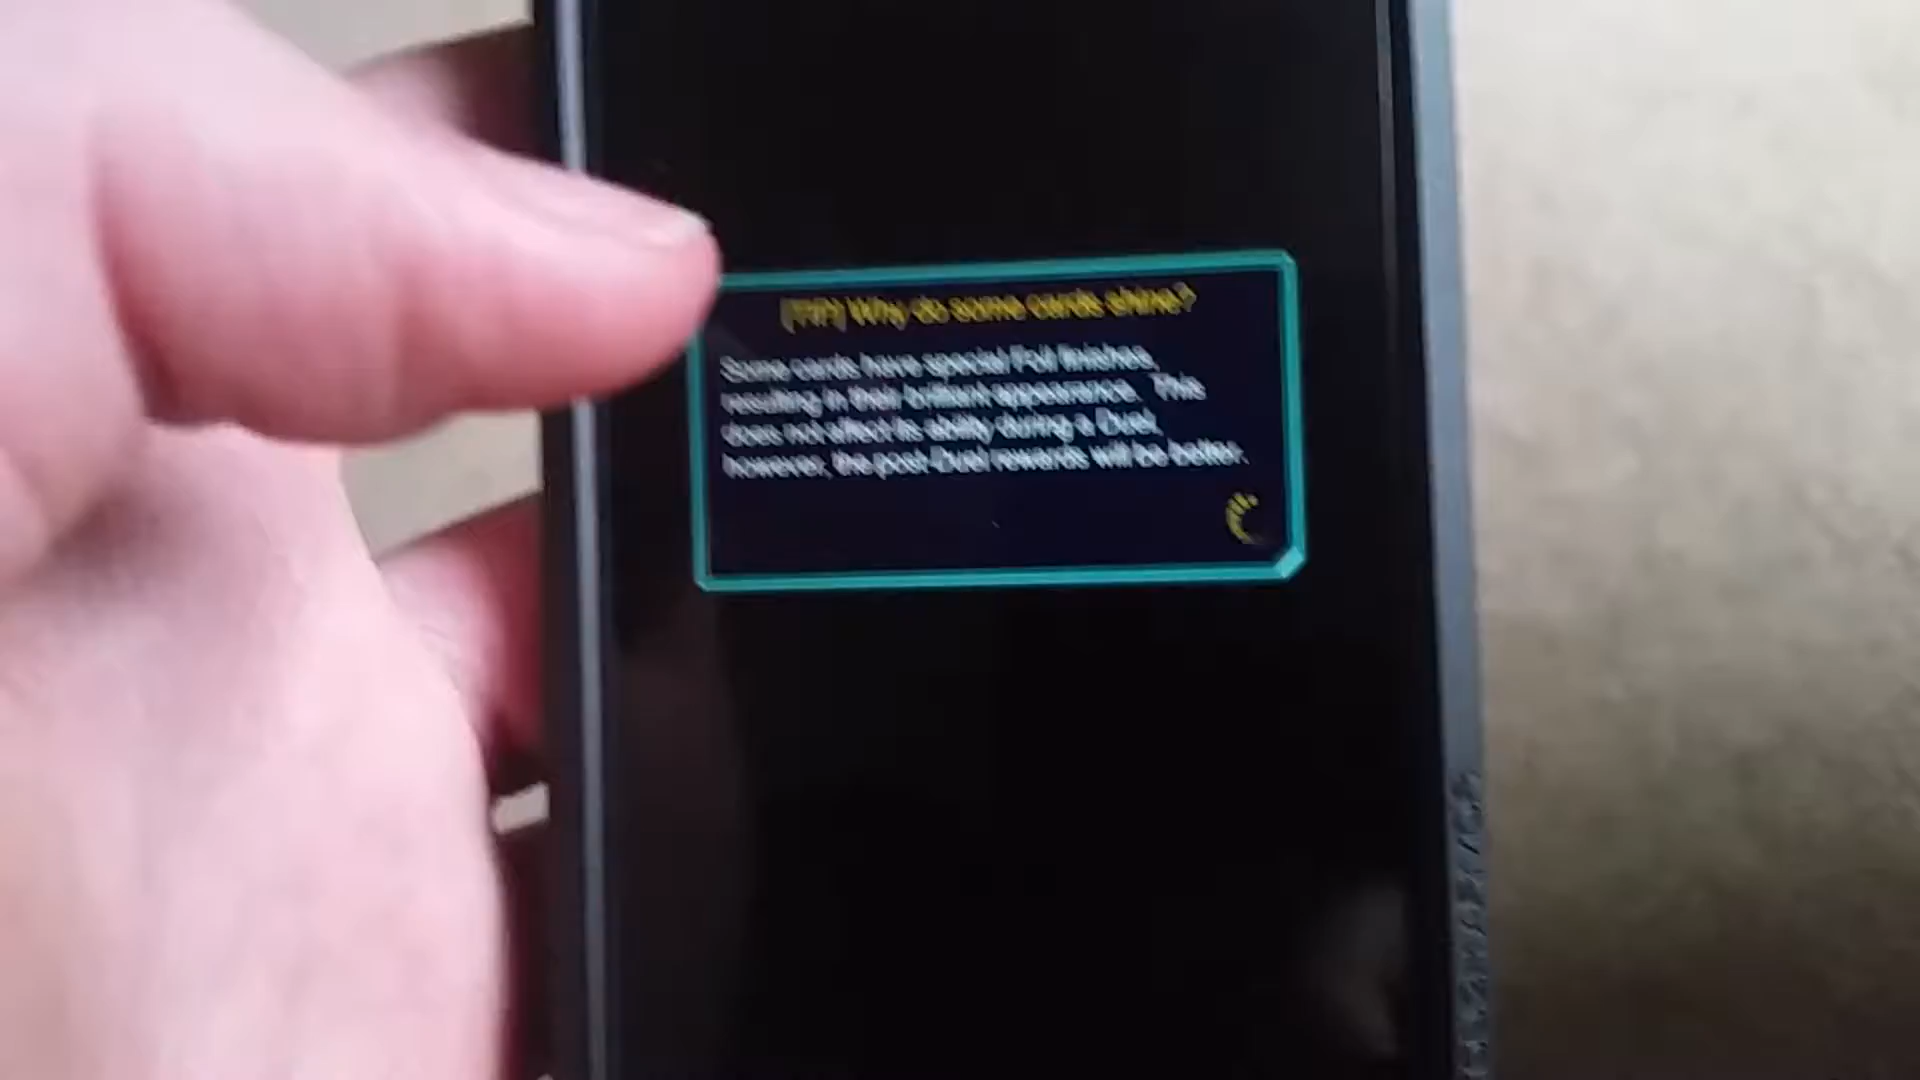 [TIP] Why do some cards shine?
Some cards have special Foil finishes,
resulting in their brilliant appearance. This
does not affect its ability during a Duel,
however, the post-Duel rewards will be better.